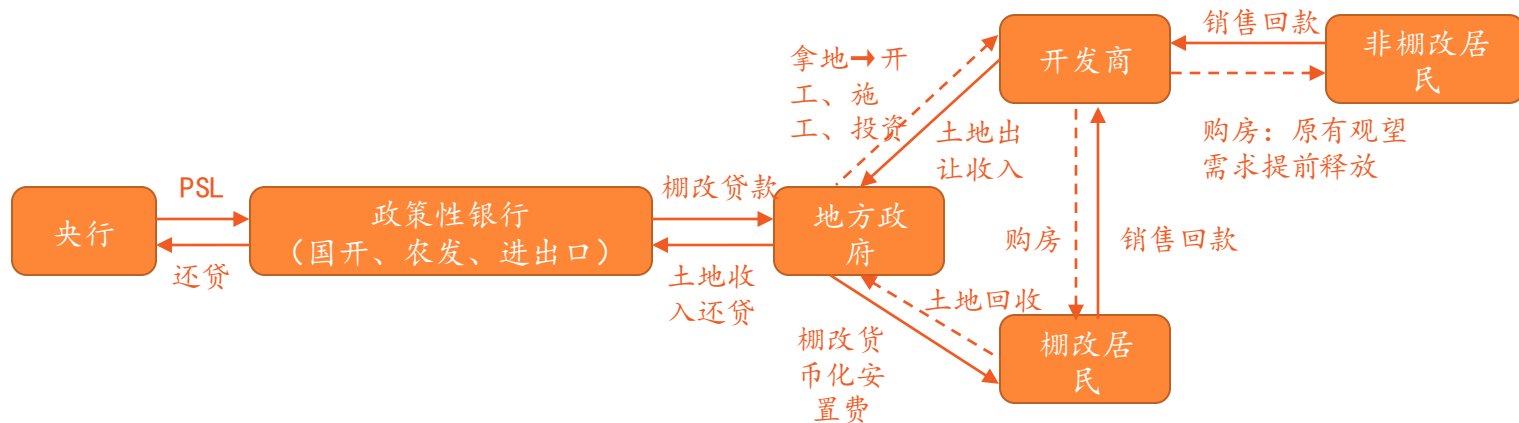 销售回款
拿地→开
工、施
工、投资
开发商
非棚改居
民
土地出
让收入
购房：原有观望
需求提前释放
PSL
棚改贷款
央行
政策性银行
（国开、农发、进出口）
地方政
府
购房
销售回款
还贷
土地收
入还贷
土地回收
棚改货
币化安
置费
棚改居
民